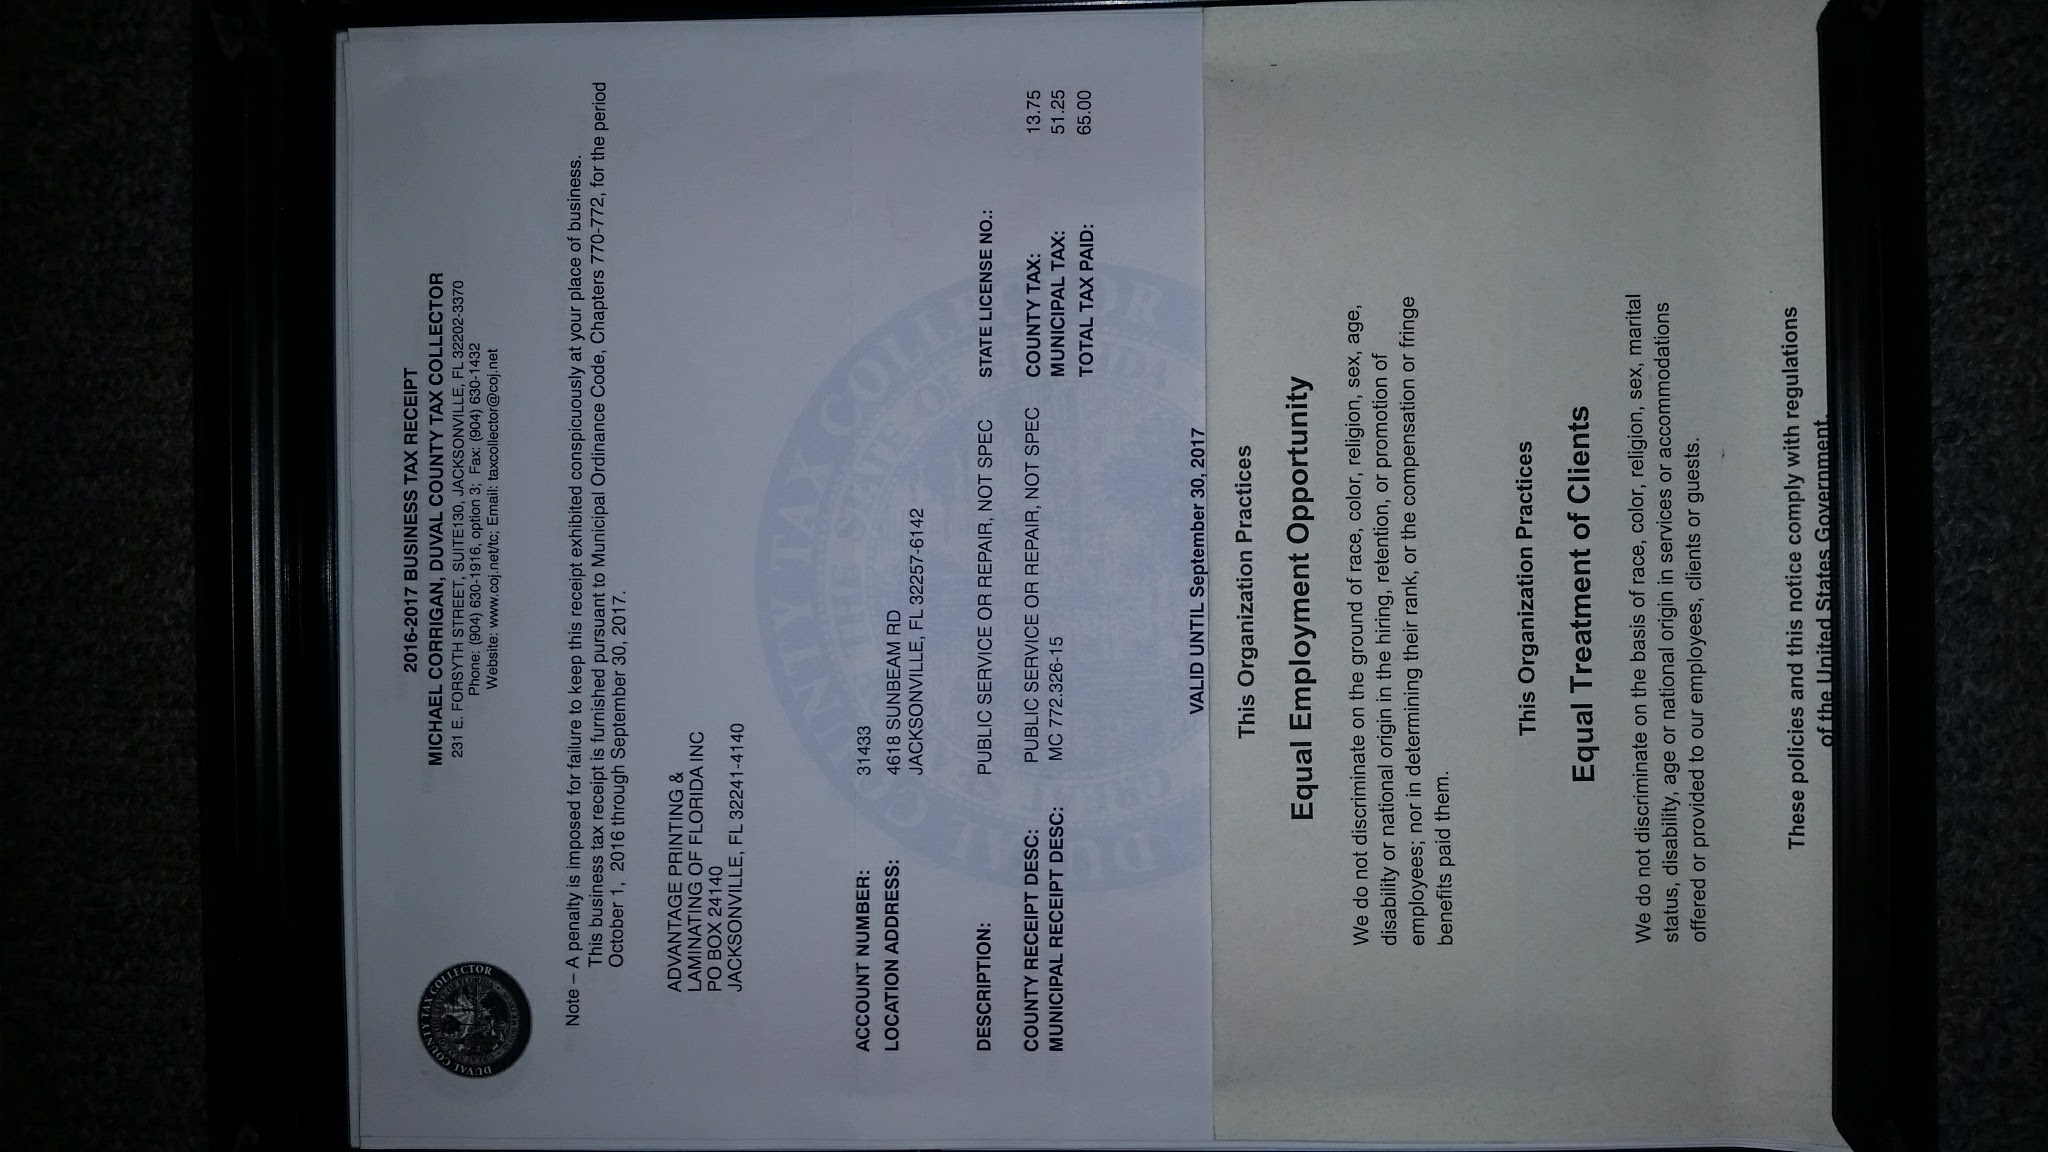 DUVAL COUNTY TAX COLLECTOR
2016-2017 BUSINESS TAX RECEIPT
MICHAEL CORRIGAN, DUVAL COUNTY TAX COLLECTOR
231 E. FORSYTH STREET, SUITE130, JACKSONVILLE, FL 32202-3370
Phone: (904) 630-1916, option 3; Fax: (904) 630-1432
Website: www.coj.net/tc; Email: taxcollector@coj.net
Note – A penalty is imposed for failure to keep this receipt exhibited conspicuously at your place of business.
This business tax receipt is furnished pursuant to Municipal Ordinance Code, Chapters 770-772, for the period
October 1, 2016 through September 30, 2017.
ADVANTAGE PRINTING &
LAMINATING OF FLORIDA INC
PO BOX 24140
JACKSONVILLE, FL 32241-4140
DUVAL COUNTY TAX COLLECTOR
THE STATE OF
ACCOUNT NUMBER: 31433
LOCATION ADDRESS: 4618 SUNBEAM RD
JACKSONVILLE, FL 32257-6142
DESCRIPTION: PUBLIC SERVICE OR REPAIR, NOT SPEC STATE LICENSE NO.:
COUNTY RECEIPT DESC: PUBLIC SERVICE OR REPAIR, NOT SPEC COUNTY TAX: 13.75
MUNICIPAL RECEIPT DESC: MC 772.326-15 MUNICIPAL TAX: 51.25
TOTAL TAX PAID: 65.00
VALID UNTIL September 30, 2017
This Organization Practices
Equal Employment Opportunity
We do not discriminate on the ground of race, color, religion, sex, age,
disability or national origin in the hiring, retention, or promotion of
employees; nor in determining their rank, or the compensation or fringe
benefits paid them.
This Organization Practices
Equal Treatment of Clients
We do not discriminate on the basis of race, color, religion, sex, marital
status, disability, age or national origin in services or accommodations
offered or provided to our employees, clients or guests.
These policies and this notice comply with regulations
of the United States Government.